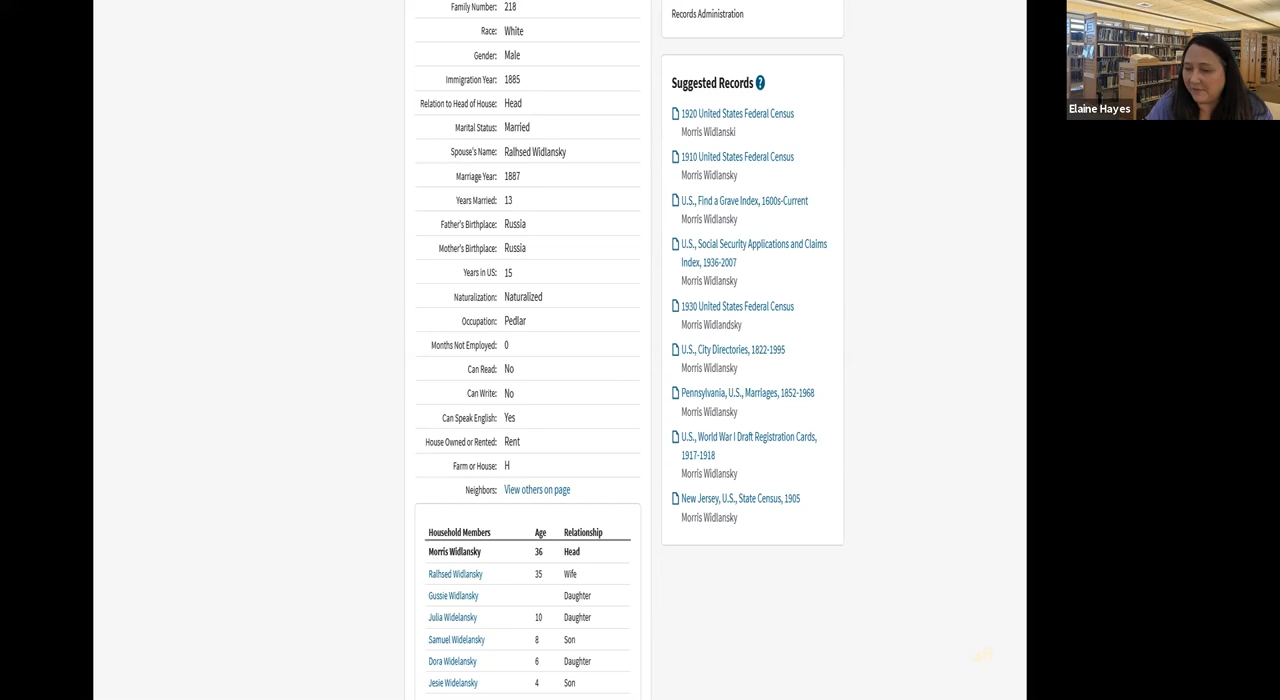 Family Number: 218
Race: White
Gender: Male
Immigration Year: 1885
Relation to Head of House: Head
Marital Status: Married
Spouse's Name: Ralhsed Widlansky
Marriage Year: 1887
Years Married: 13
Father's Birthplace: Russia
Mother's Birthplace: Russia
Years in US: 15
Naturalization: Naturalized
Occupation: Pedlar
Months Not Employed: 0
Can Read: No
Can Write: No
Can Speak English: Yes
House Owned or Rented: Rent
Farm or House: H
Neighbors: View others on page
Household Members Age Relationship
Morris Widlansky 36 Head
Ralhsed Widlansky 35 Wife
Gussie Widlansky Daughter
Julia Widelansky 10 Daughter
Samuel Widelansky 8 Son
Dora Widelansky 6 Daughter
Jesie Widelansky 4 Son
Records Administration
Suggested Records ?
1920 United States Federal Census
Morris Widlanski
1910 United States Federal Census
Morris Widlansky
U.S., Find a Grave Index, 1600s-Current
Morris Widlansky
U.S., Social Security Applications and Claims
Index, 1936-2007
Morris Widlansky
1930 United States Federal Census
Morris Widlandsky
U.S., City Directories, 1822-1995
Morris Widlansky
Pennsylvania, U.S., Marriages, 1852-1968
Morris Widlansky
U.S., World War I Draft Registration Cards,
1917-1918
Morris Widlansky
New Jersey, U.S., State Census, 1905
Morris Widlansky
Elaine Hayes